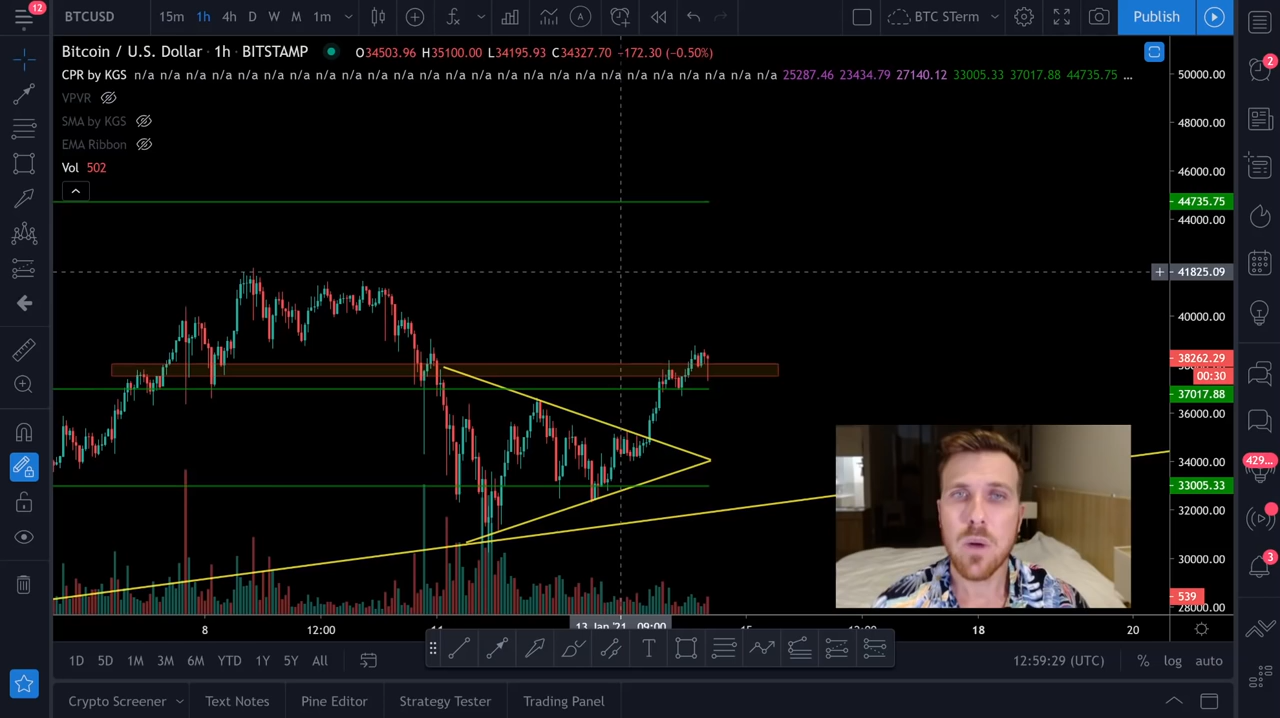 12
BTCUSD 15m 1h 4h D W M 1m BTC STerm Publish
Bitcoin / U.S. Dollar · 1h · BITSTAMP O34503.96 H35100.00 L34195.93 C34327.70 −172.30 (−0.50%)
CPR by KGS n/a n/a n/a n/a n/a n/a n/a n/a n/a n/a n/a n/a n/a n/a n/a n/a n/a n/a n/a n/a n/a n/a n/a n/a n/a 25287.46 23434.79 27140.12 33005.33 37017.88 44735.75 ...
VPVR
SMA by KGS
EMA Ribbon
Vol 502
50000.00
48000.00
46000.00
44735.75
44000.00
41825.09
40000.00
38262.29
00:30
37017.88
36000.00
34000.00
33005.33
32000.00
30000.00
539
28000.00
2
429...
3
8 12:00 11 13 Jan '21 09:00 15 12:00 18 20
T
1D 5D 1M 3M 6M YTD 1Y 5Y All 12:59:29 (UTC) % log auto
Crypto Screener Text Notes Pine Editor Strategy Tester Trading Panel